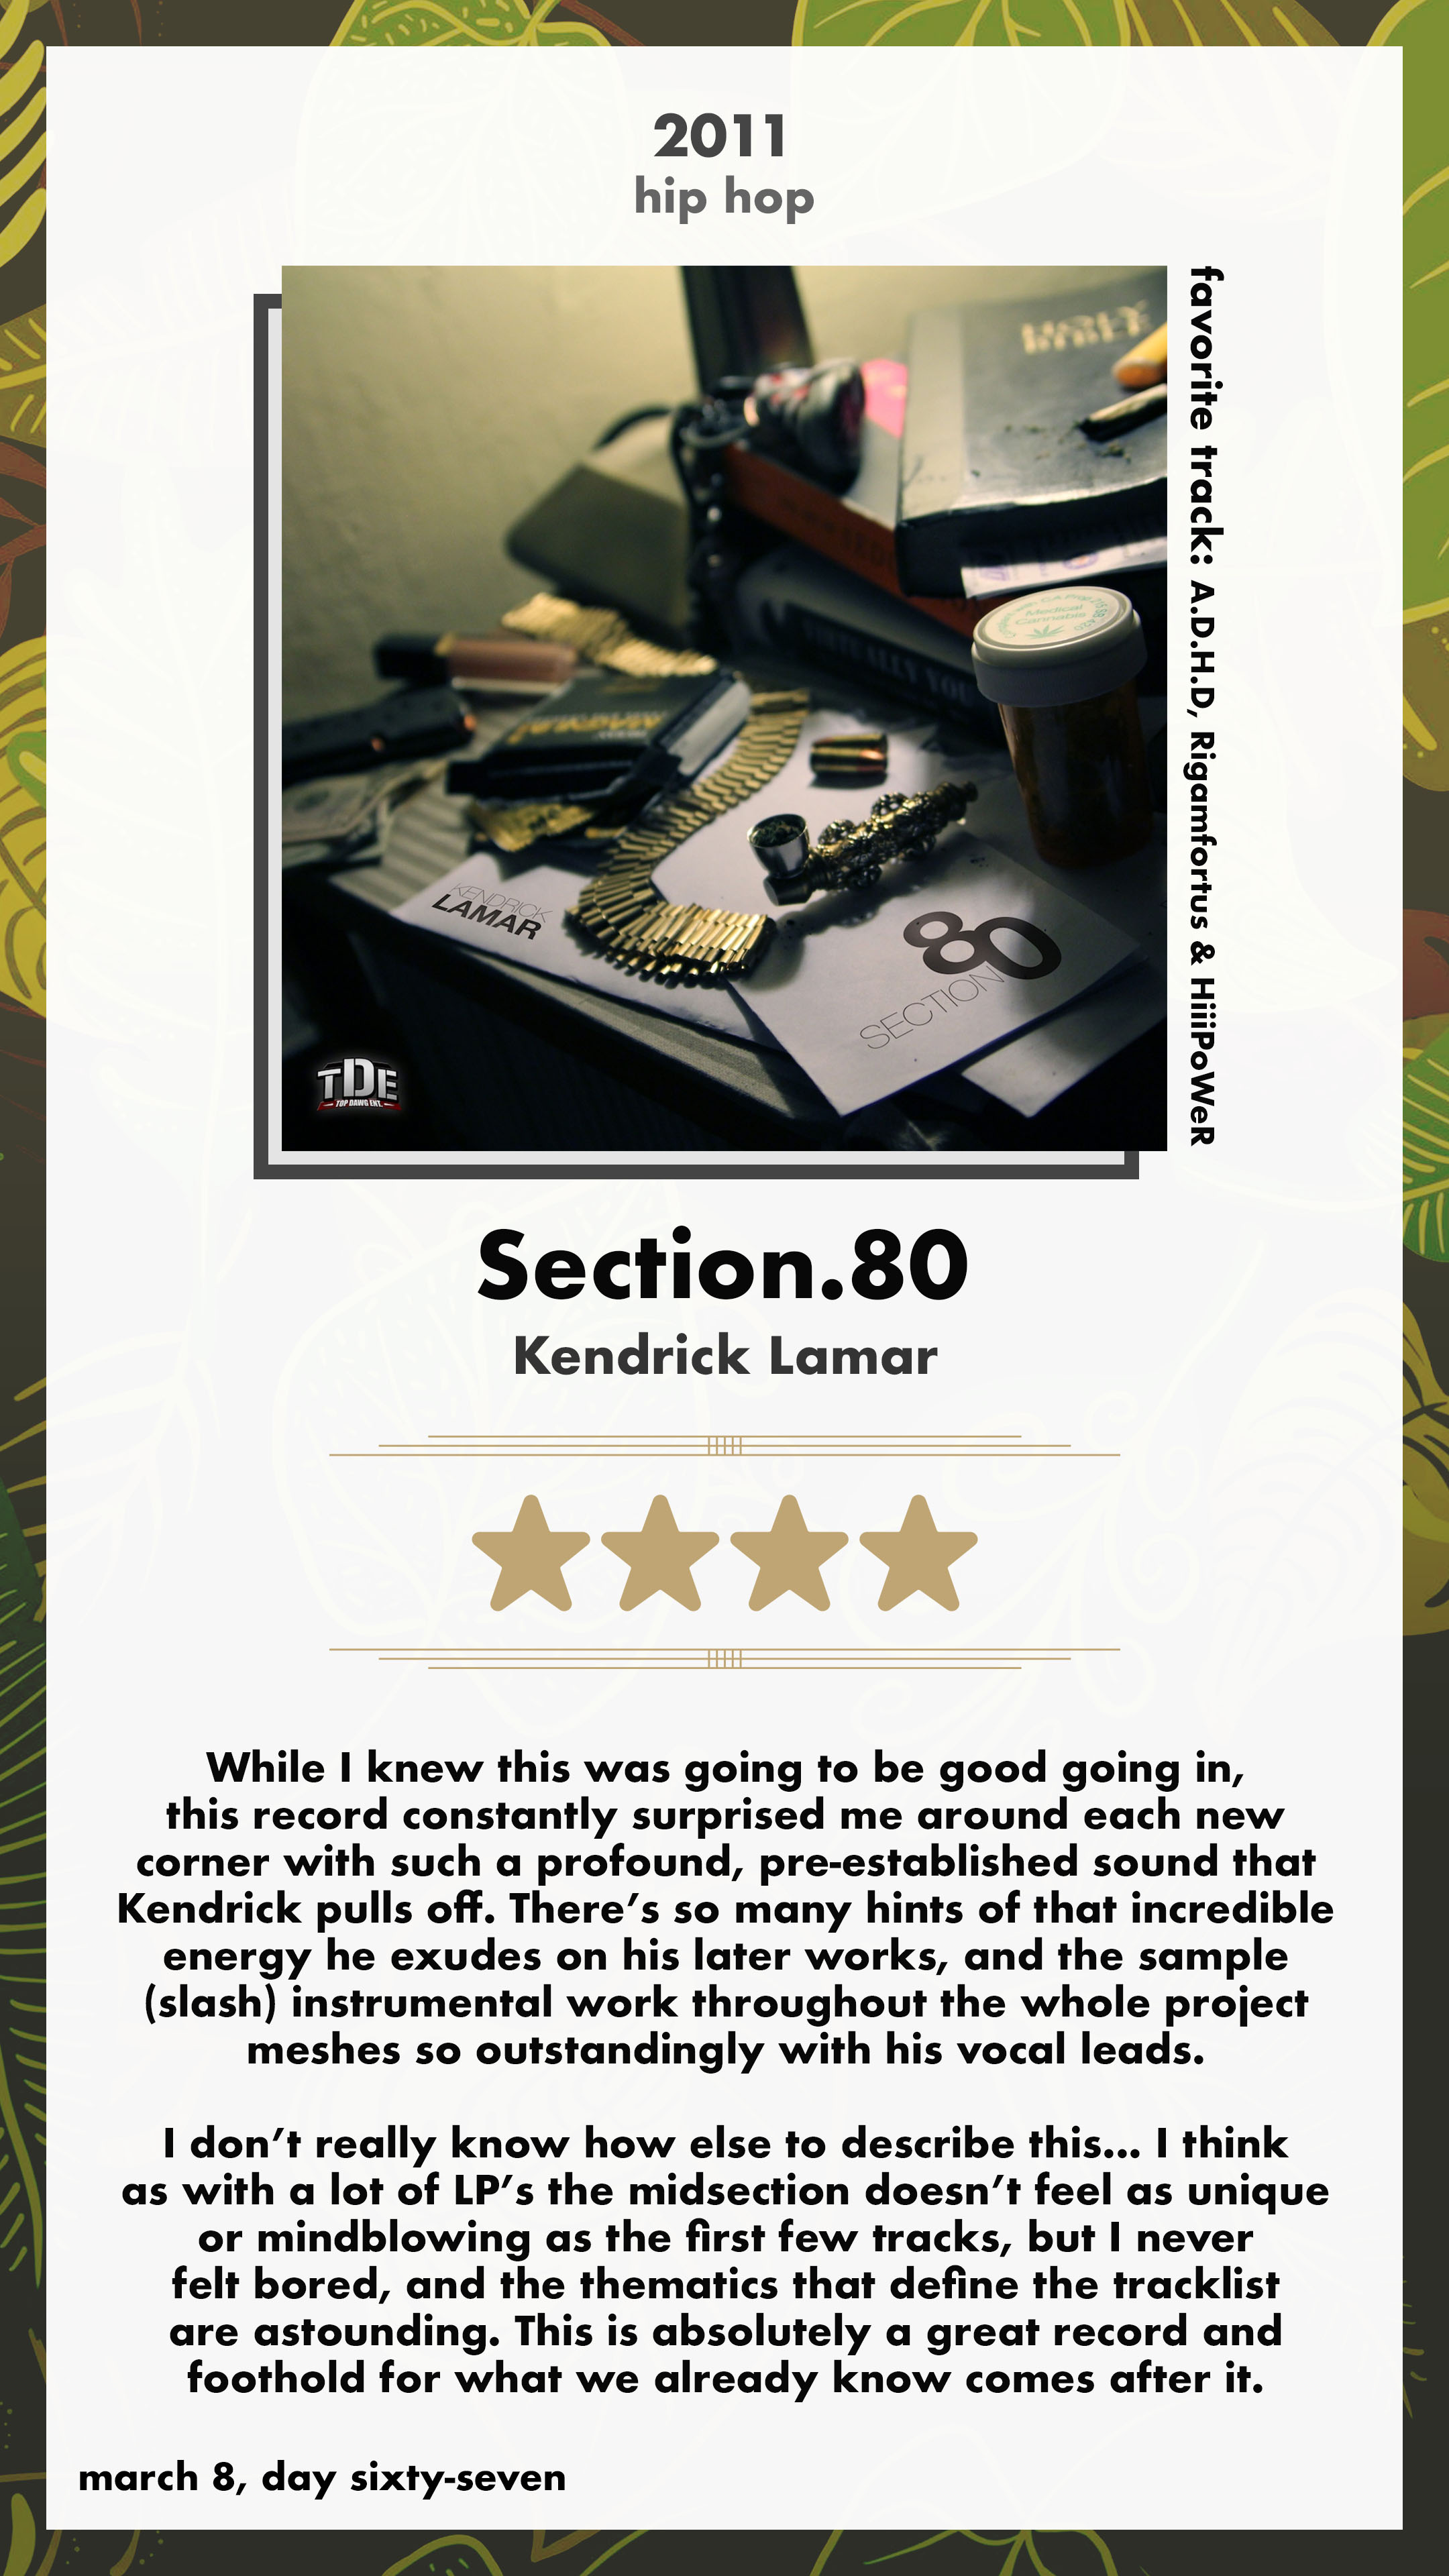 2011
hip hop
favorite track: A.D.H.D, Rigamfortus & HiiiPoWeR
HOLY
BIBLE
Medical
Cannabis
KENDRICK
LAMAR
80
SECTION
TDE
TOP DAWG ENT.
Section.80
Kendrick Lamar
While I knew this was going to be good going in,
this record constantly surprised me around each new
corner with such a profound, pre-established sound that
Kendrick pulls off. There’s so many hints of that incredible
energy he exudes on his later works, and the sample
(slash) instrumental work throughout the whole project
meshes so outstandingly with his vocal leads.
I don’t really know how else to describe this... I think
as with a lot of LP’s the midsection doesn’t feel as unique
or mindblowing as the first few tracks, but I never
felt bored, and the thematics that define the tracklist
are astounding. This is absolutely a great record and
foothold for what we already know comes after it.
march 8, day sixty-seven